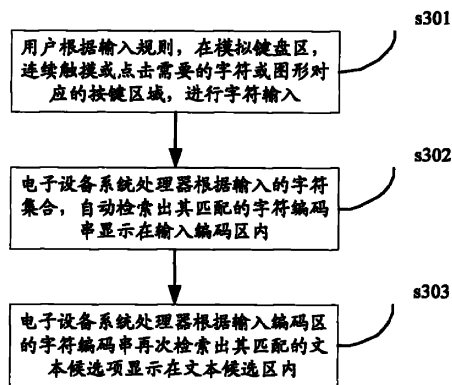 s301
用户根据输入规则，在模拟键盘区，
连续触摸或点击需要的字符或图形对
应的按键区域，进行字符输入
s302
电子设备系统处理器根据输入的字符
集合，自动检索出其匹配的字符编码
串显示在输入编码区内
s303
电子设备系统处理器根据输入编码区
的字符编码串再次检索出其匹配的文
本候选项显示在文本候选区内